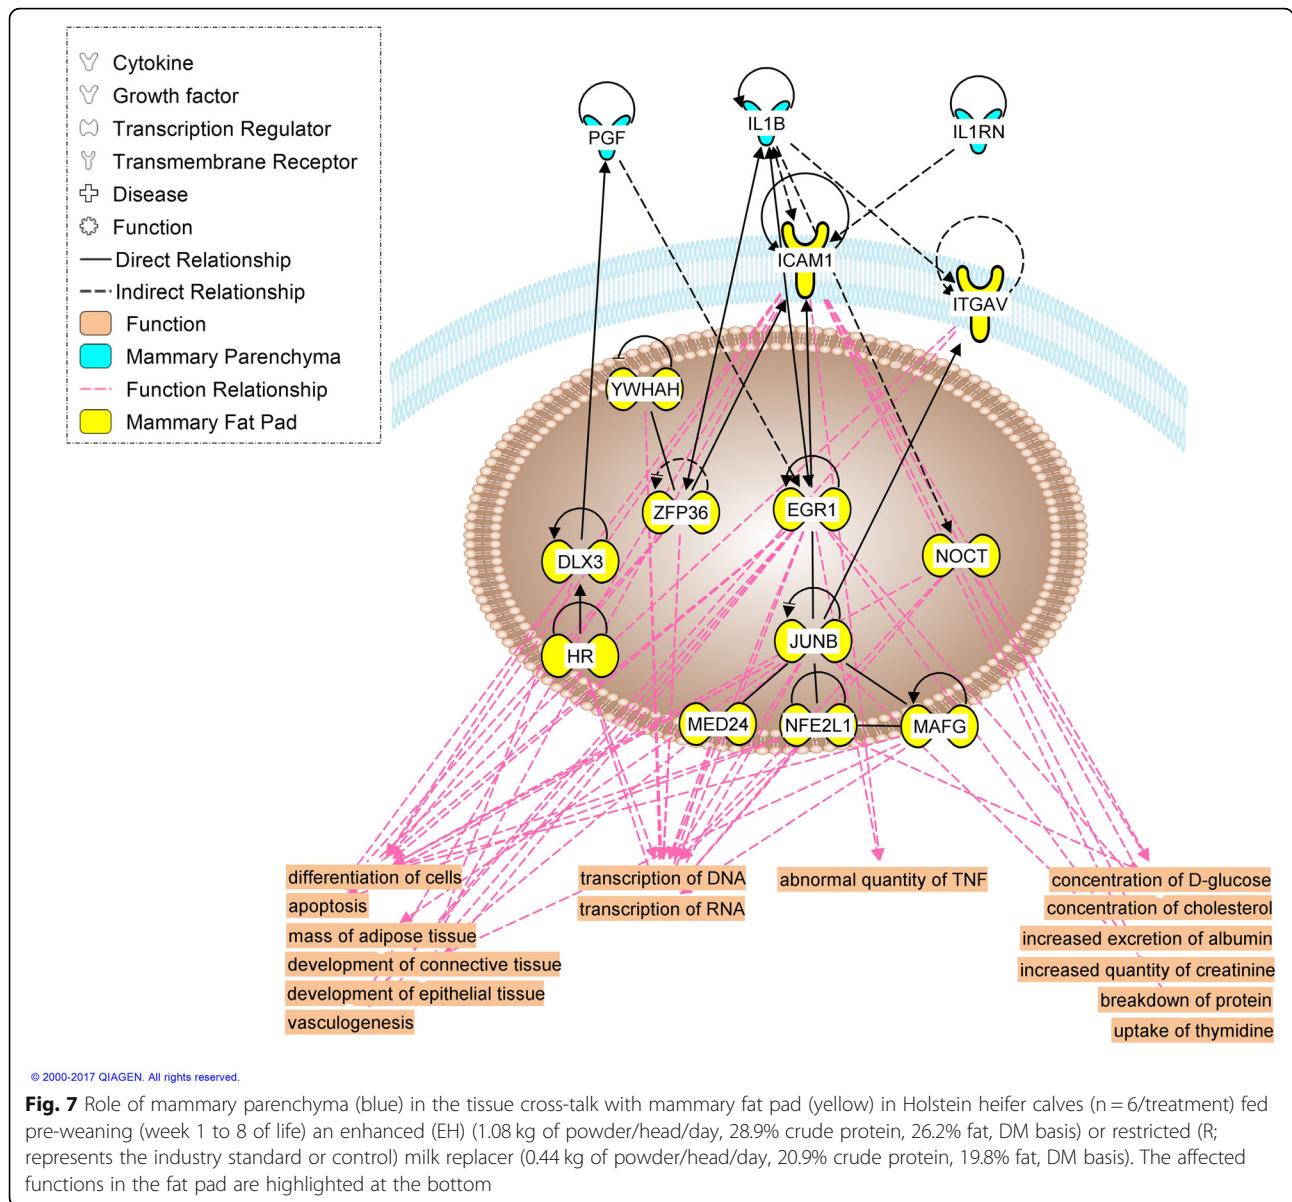 Cytokine
Growth factor
Transcription Regulator
Transmembrane Receptor
Disease
Function
Direct Relationship
Indirect Relationship
Function
Mammary Parenchyma
Function Relationship
Mammary Fat Pad
PGF
IL1B
IL1RN
ICAM1
ITGAV
YWHAH
ZFP36
EGR1
DLX3
NOCT
HR
JUNB
MED24
NFE2L1
MAFG
differentiation of cells
apoptosis
mass of adipose tissue
development of connective tissue
development of epithelial tissue
vasculogenesis
transcription of DNA
transcription of RNA
abnormal quantity of TNF
concentration of D-glucose
concentration of cholesterol
increased excretion of albumin
increased quantity of creatinine
breakdown of protein
uptake of thymidine
© 2000-2017 QIAGEN. All rights reserved.
Fig. 7 Role of mammary parenchyma (blue) in the tissue cross-talk with mammary fat pad (yellow) in Holstein heifer calves (n = 6/treatment) fed
pre-weaning (week 1 to 8 of life) an enhanced (EH) (1.08 kg of powder/head/day, 28.9% crude protein, 26.2% fat, DM basis) or restricted (R;
represents the industry standard or control) milk replacer (0.44 kg of powder/head/day, 20.9% crude protein, 19.8% fat, DM basis). The affected
functions in the fat pad are highlighted at the bottom